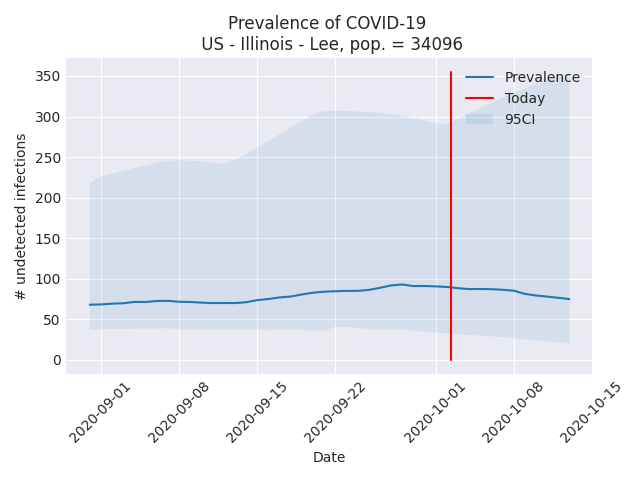 Prevalence of COVID-19
US - Illinois - Lee, pop. = 34096
Prevalence
Today
95CI
# undetected infections
350
300
250
200
150
100
50
0
2020-09-01
2020-09-08
2020-09-15
2020-09-22
2020-10-01
2020-10-08
2020-10-15
Date